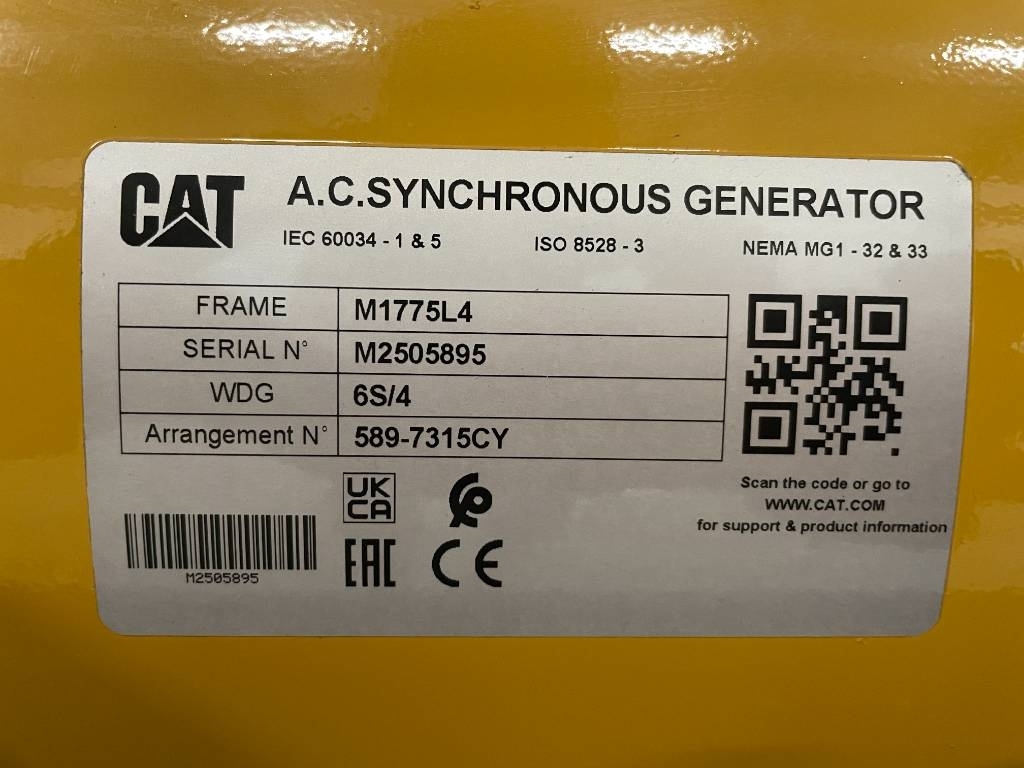 CAT A.C.SYNCHRONOUS GENERATOR
IEC 60034 - 1 & 5 ISO 8528 - 3 NEMA MG1 - 32 & 33
FRAME M1775L4
SERIAL N° M2505895
WDG 6S/4
Arrangement N° 589-7315CY
Scan the code or go to
WWW.CAT.COM
for support & product information
UK
CA
EAC CE
M2505895